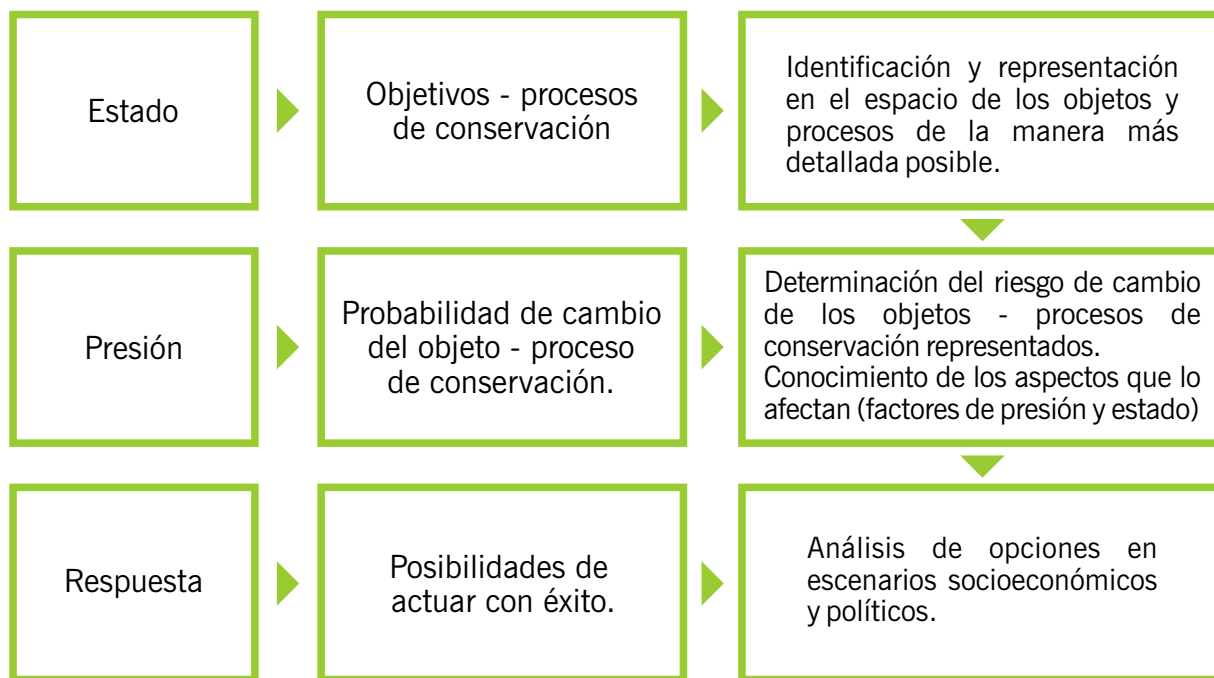 Estado
Objetivos - procesos
de conservación
Identificación y representación
en el espacio de los objetos y
procesos de la manera más
detallada posible.
Presión
Probabilidad de cambio
del objeto - proceso
de conservación.
Determinación del riesgo de cambio
de los objetos - procesos de
conservación representados.
Conocimiento de los aspectos que lo
afectan (factores de presión y estado)
Respuesta
Posibilidades de
actuar con éxito.
Análisis de opciones en
escenarios socioeconómicos
y políticos.